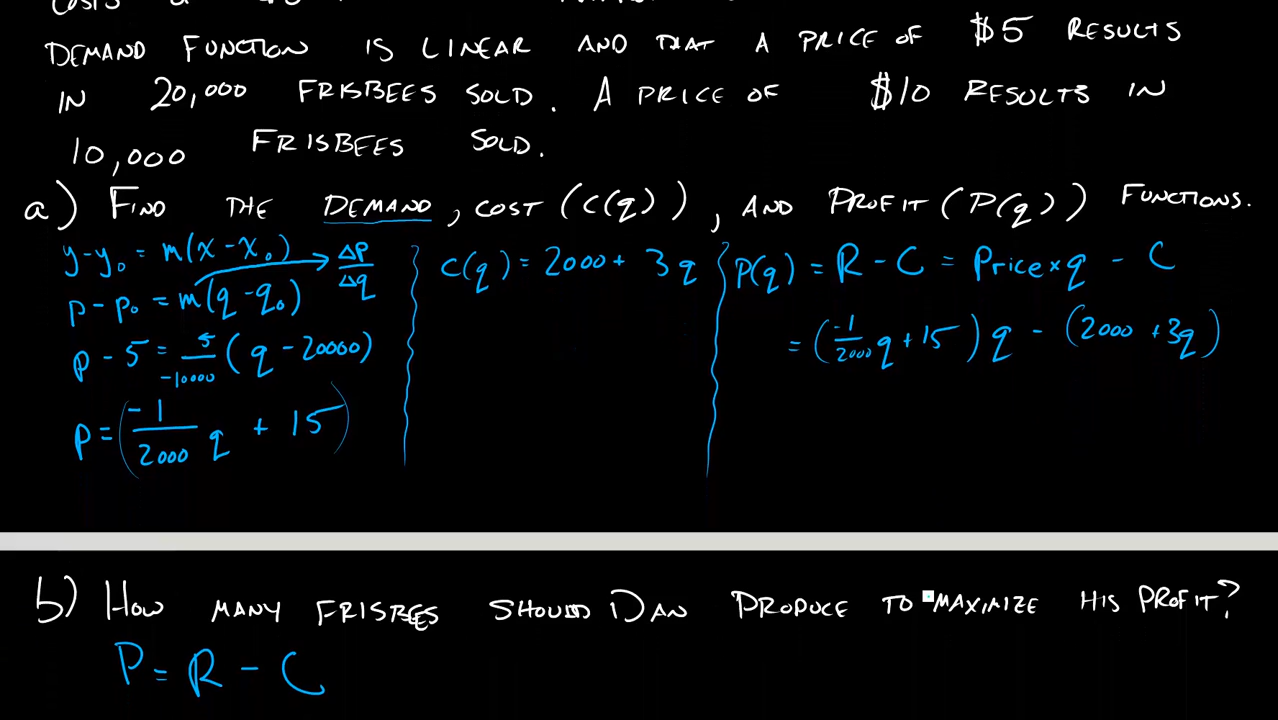 COSTS
DEMAND FUNCTION IS LINEAR AND THAT A PRICE OF $5 RESULTS
IN 20,000 FRISBEES SOLD. A PRICE OF $10 RESULTS IN
10,000 FRISBEES SOLD.
a) FIND THE DEMAND, COST (C(q)), AND PROFIT (P(q)) FUNCTIONS.
y-y₀ = m(x-x₀) ΔP/Δq
p-p₀ = m(q-q₀)
p-5 = 5/-10000 (q-20000)
p = (-1/2000 q + 15)
C(q) = 2000 + 3q
P(q) = R - C = Price×q - C
= (-1/2000 q + 15) q - (2000 + 3q)
b) HOW MANY FRISBEES SHOULD DAN PRODUCE TO MAXIMIZE HIS PROFIT?
P = R - C